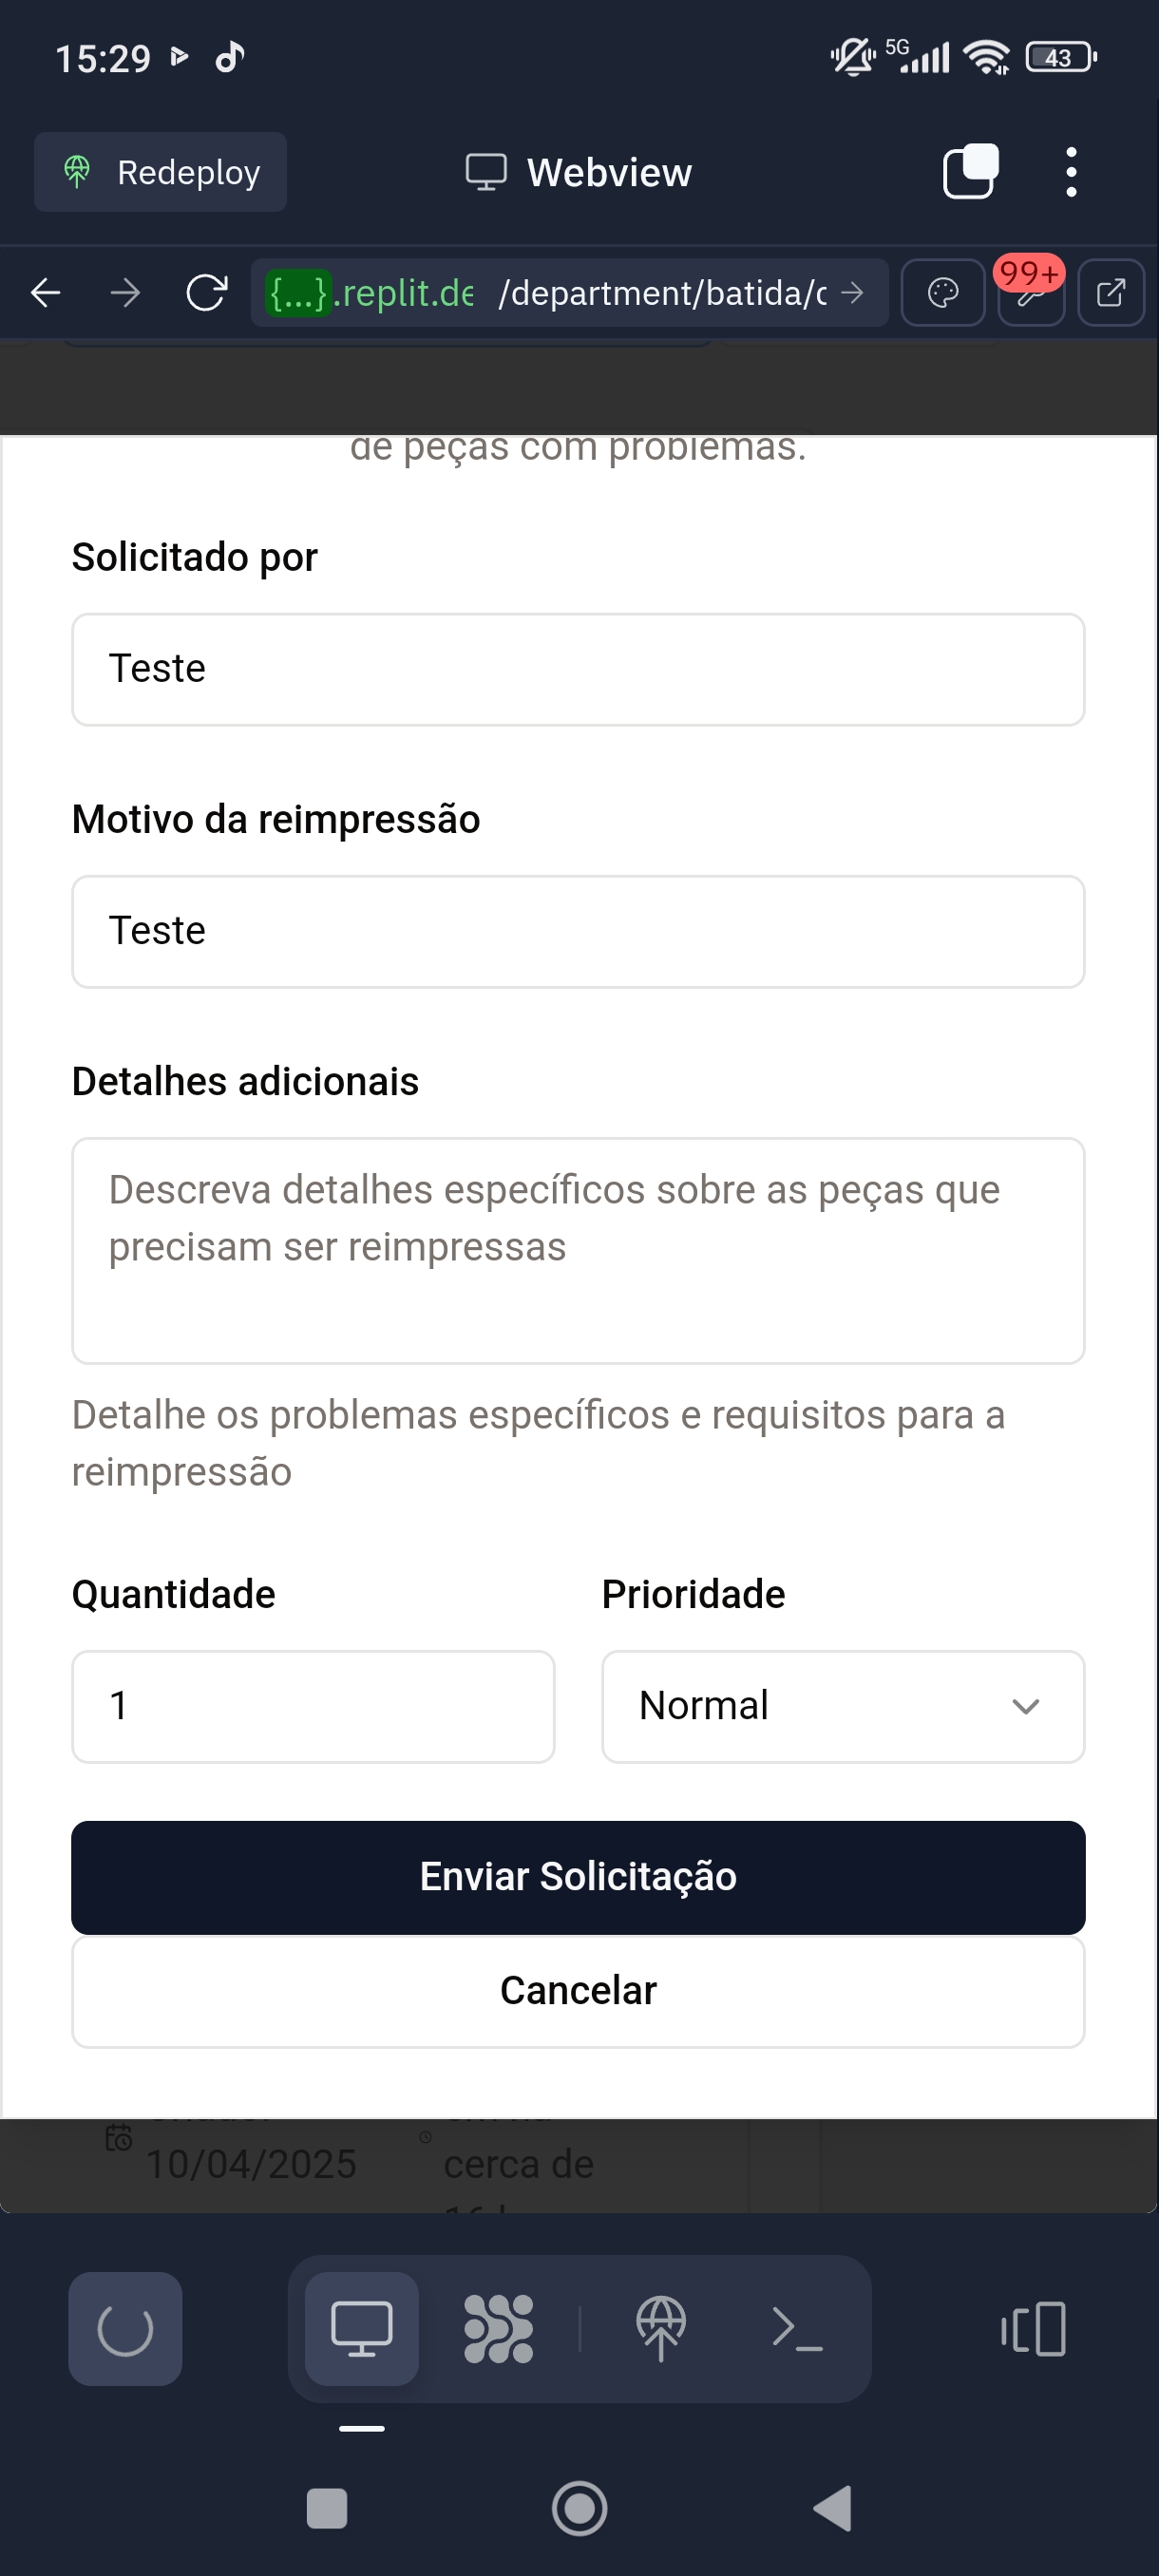 15:29
5G
43
Redeploy
Webview
{...}.replit.de
/department/batida/c
99+
de peças com problemas.
Solicitado por
Teste
Motivo da reimpressão
Teste
Detalhes adicionais
Descreva detalhes específicos sobre as peças que
precisam ser reimpressas
Detalhe os problemas específicos e requisitos para a
reimpressão
Quantidade
Prioridade
1
Normal
Enviar Solicitação
Cancelar
10/04/2025
cerca de